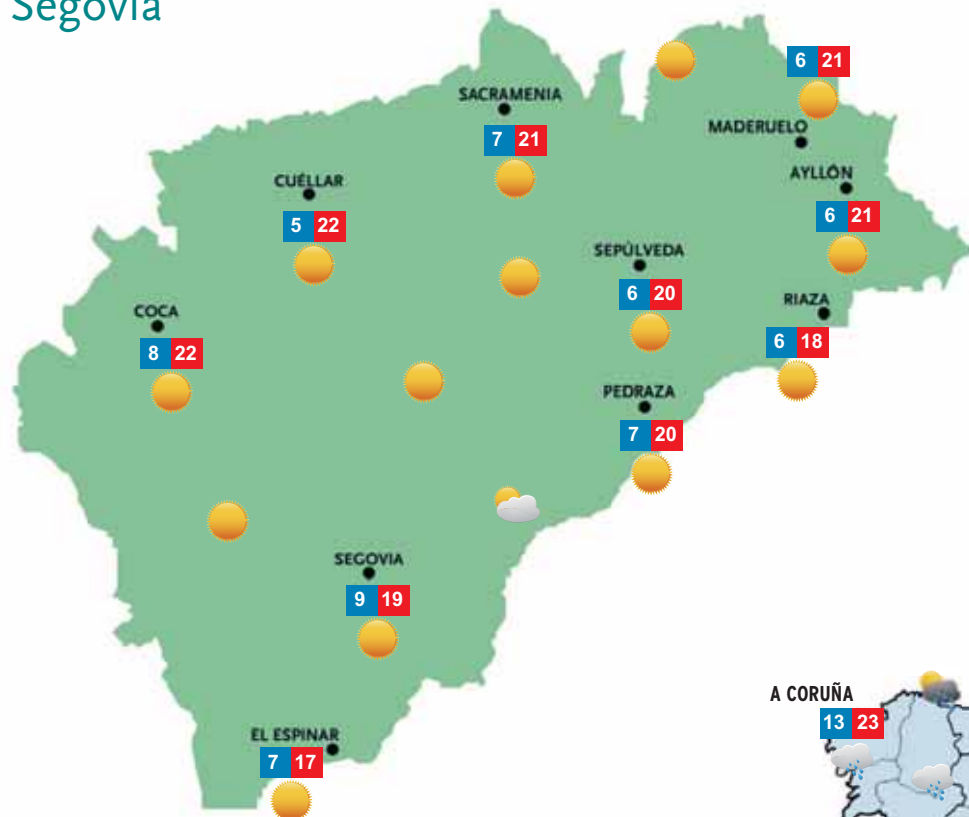 Segovia
6 21
SACRAMENIA
7 21
MADERUELO
AYLLÓN
6 21
CUÉLLAR
5 22
SEPÚLVEDA
6 20
RIAZA
6 18
COCA
8 22
PEDRAZA
7 20
SEGOVIA
9 19
A CORUÑA
13 23
EL ESPINAR
7 17